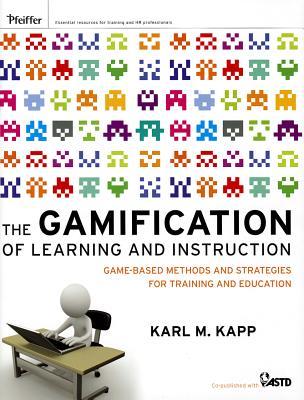 Pfeiffer
Essential resources for training and HR professionals
THE GAMIFICATION
OF LEARNING AND INSTRUCTION
GAME-BASED METHODS AND STRATEGIES
FOR TRAINING AND EDUCATION
KARL M. KAPP
Co-published with ASTD